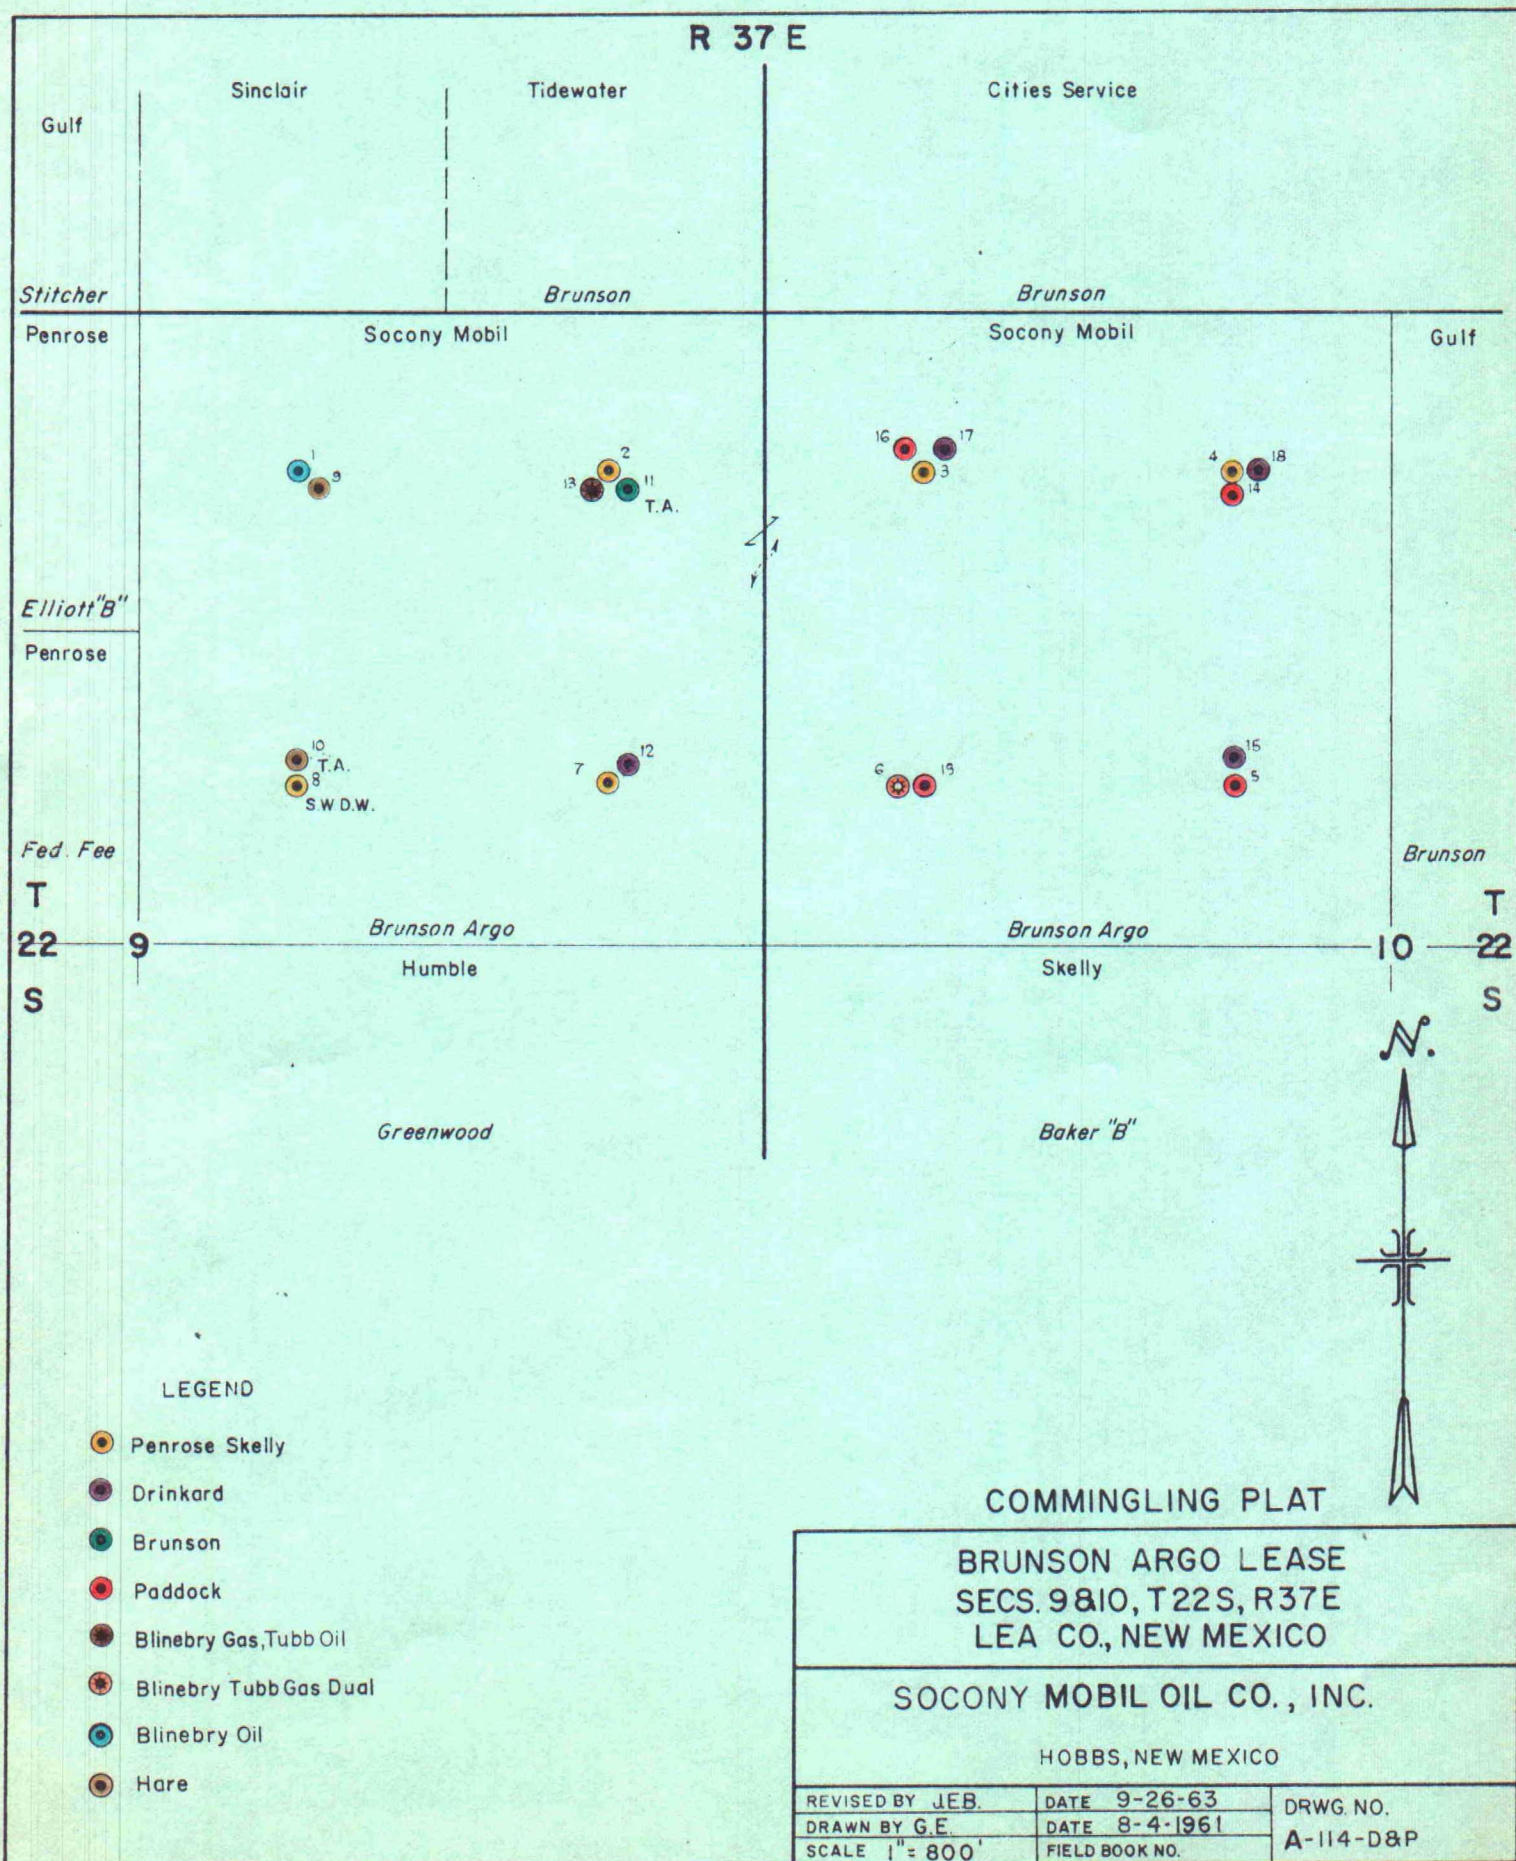 R 37 E
Sinclair
Tidewater
Cities Service
Gulf
Stitcher
Brunson
Brunson
Penrose
Socony Mobil
Socony Mobil
Gulf
1
9
2
13
11
T.A.
16
17
3
4
18
14
Elliott "B"
Penrose
10
T.A.
8
S.W D.W.
7
12
6
19
15
5
Fed. Fee
Brunson
T
22
S
9
Brunson Argo
Brunson Argo
10
T
22
S
Humble
Skelly
N.
Greenwood
Baker "B"
LEGEND
Penrose Skelly
Drinkard
Brunson
Paddock
Blinebry Gas, Tubb Oil
Blinebry Tubb Gas Dual
Blinebry Oil
Hare
COMMINGLING PLAT
BRUNSON ARGO LEASE
SECS. 9&10, T22S, R37E
LEA CO., NEW MEXICO
SOCONY MOBIL OIL CO., INC.
HOBBS, NEW MEXICO
REVISED BY J.E.B. DATE 9-26-63
DRAWN BY G.E. DATE 8-4-1961
SCALE 1" = 800' FIELD BOOK NO.
DRWG. NO.
A-114-D&P